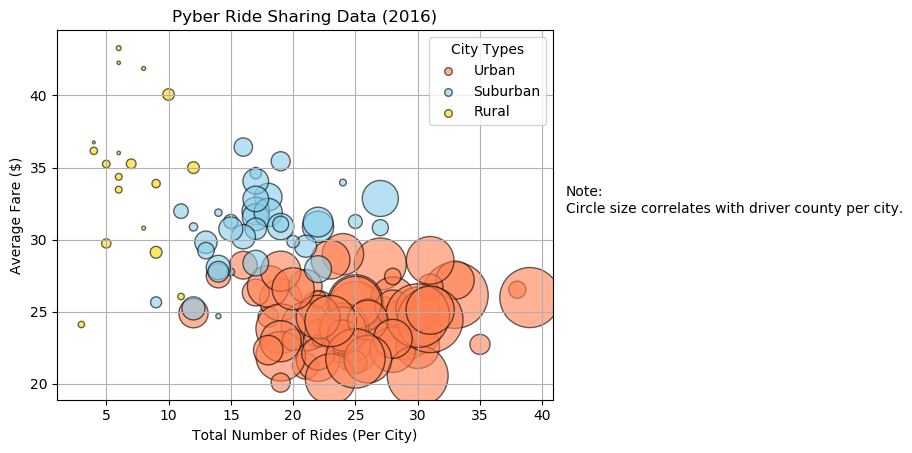 Pyber Ride Sharing Data (2016)
City Types
Urban
Suburban
Rural
40
35
30
25
20
Average Fare ($)
5
10
15
20
25
30
35
40
Total Number of Rides (Per City)
Note:
Circle size correlates with driver county per city.